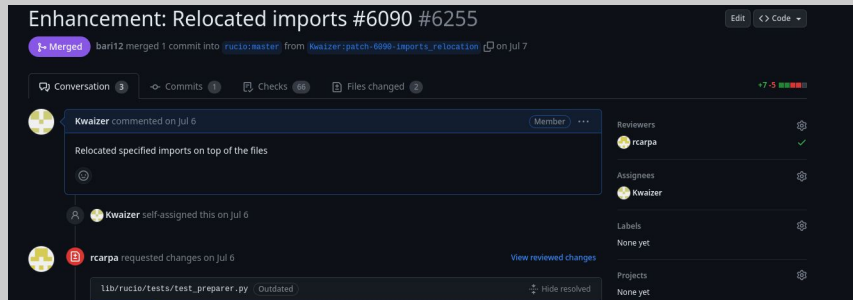 Enhancement: Relocated imports #6090 #6255
Edit
<> Code
Merged bari12 merged 1 commit into rucio:master from Kwaizer:patch-6090-imports_relocation on Jul 7
Conversation 3 Commits 1 Checks 66 Files changed 2
+7 -5
Kwaizer commented on Jul 6
Member ...
Relocated specified imports on top of the files
Kwaizer self-assigned this on Jul 6
rcarpa requested changes on Jul 6
View reviewed changes
lib/rucio/tests/test_preparer.py Outdated
Hide resolved
Reviewers
rcarpa
Assignees
Kwaizer
Labels
None yet
Projects
None yet